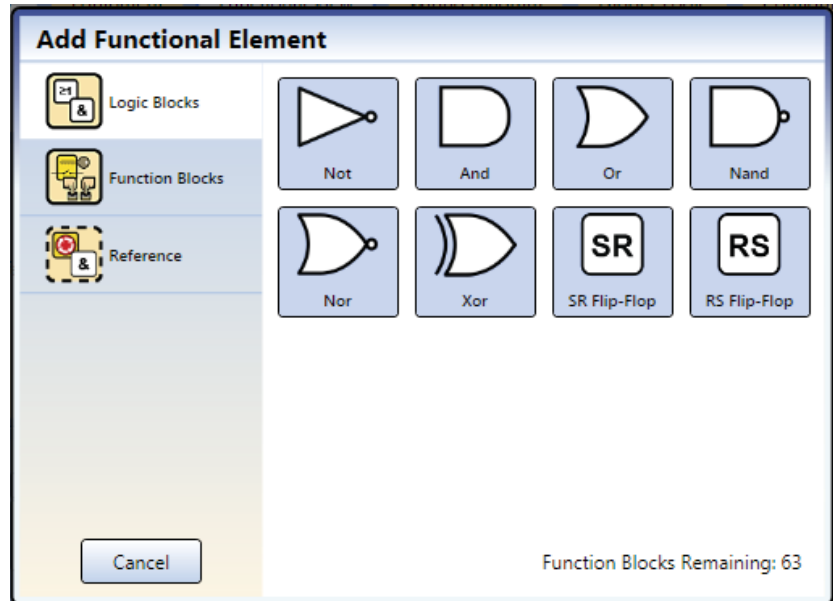 Add Functional Element
Logic Blocks
≥1
&
Function Blocks
Reference
&
Not
And
Or
Nand
Nor
Xor
SR
SR Flip-Flop
RS
RS Flip-Flop
Cancel
Function Blocks Remaining: 63